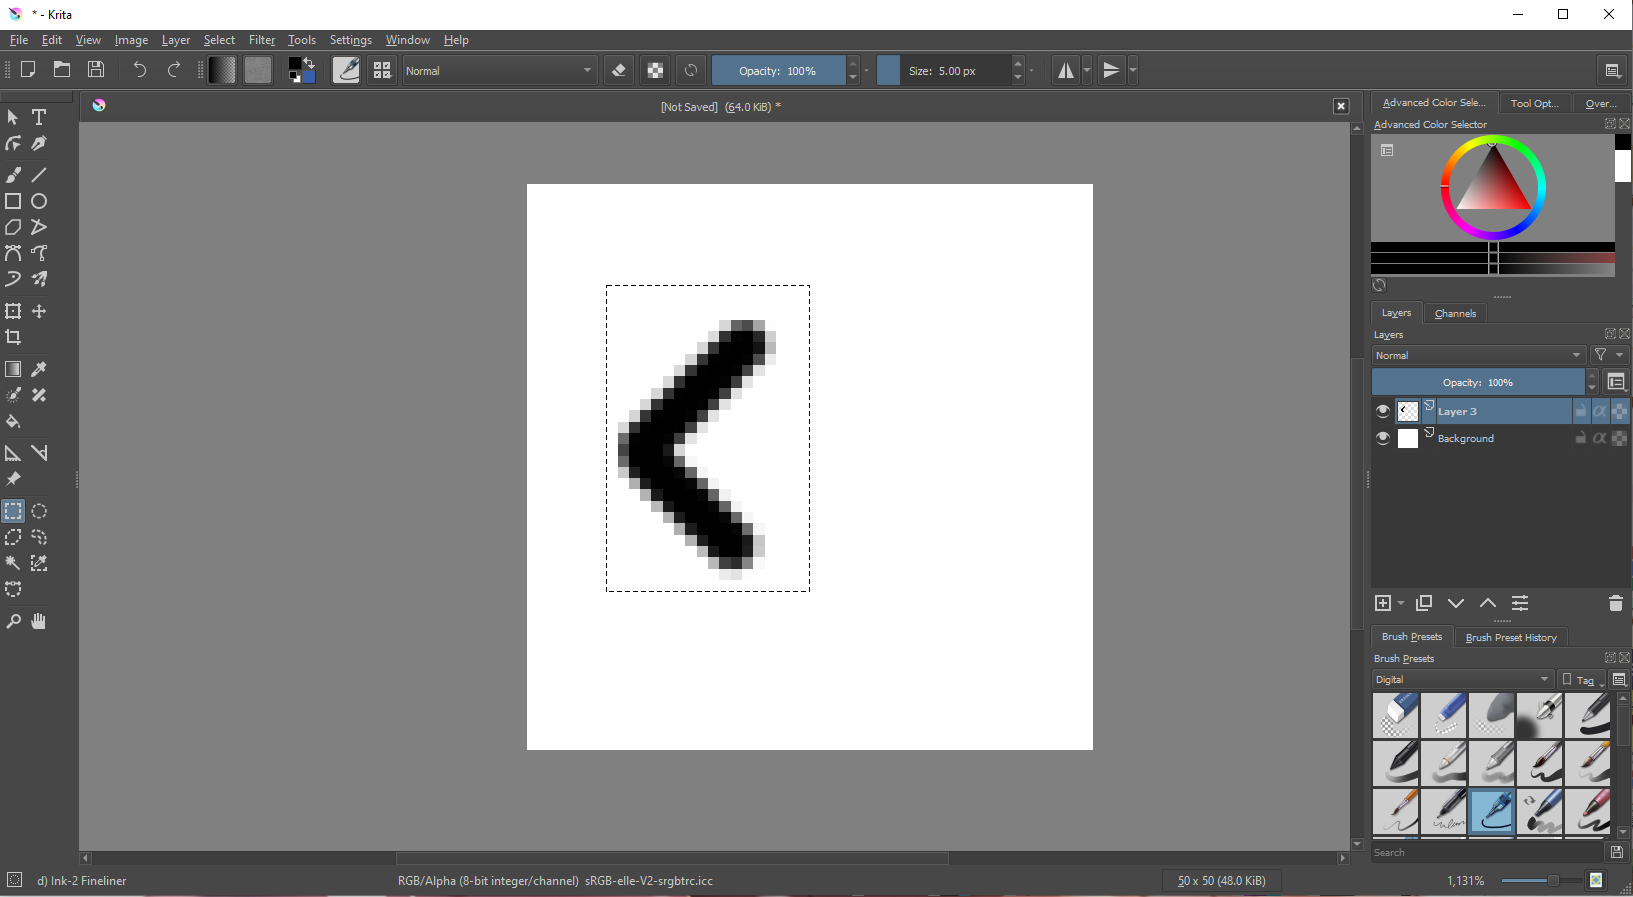 * - Krita
File Edit View Image Layer Select Filter Tools Settings Window Help
Normal
Opacity: 100%
Size: 5.00 px
[Not Saved] (64.0 KiB) *
Advanced Color Sele... Tool Opt... Over...
Advanced Color Selector
Layers Channels
Layers
Normal
Opacity: 100%
Layer 3
Background
Brush Presets Brush Preset History
Brush Presets
Digital Tag
Search
d) Ink-2 Fineliner RGB/Alpha (8-bit integer/channel) sRGB-elle-V2-srgbtrc.icc 50 x 50 (48.0 KiB) 1,131%